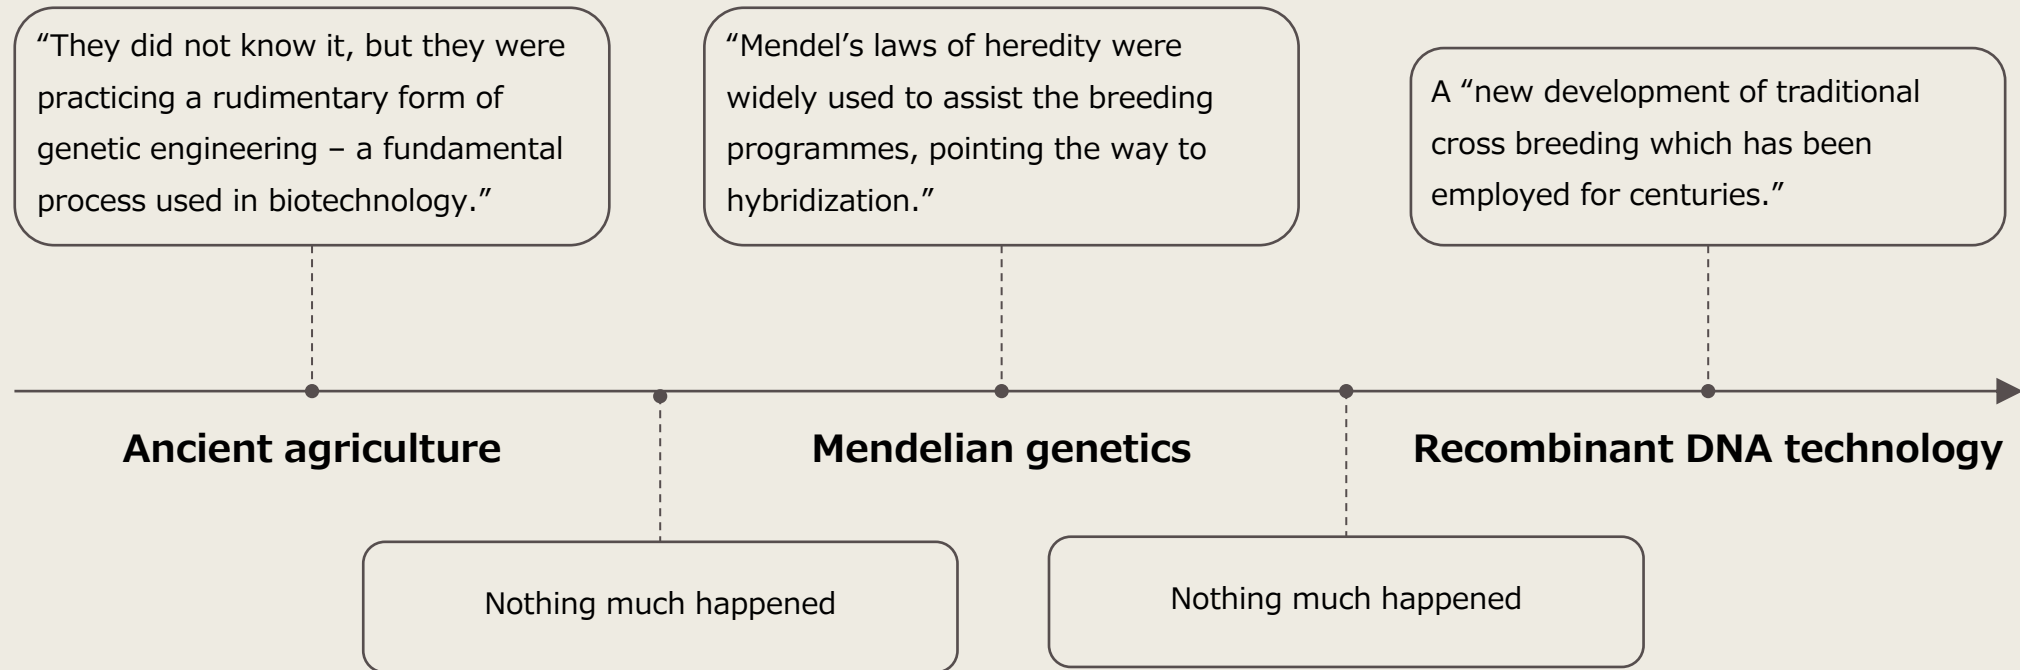 “They did not know it, but they were
practicing a rudimentary form of
genetic engineering – a fundamental
process used in biotechnology.”
“Mendel’s laws of heredity were
widely used to assist the breeding
programmes, pointing the way to
hybridization.”
A “new development of traditional
cross breeding which has been
employed for centuries.”
Ancient agriculture
Mendelian genetics
Recombinant DNA technology
Nothing much happened
Nothing much happened